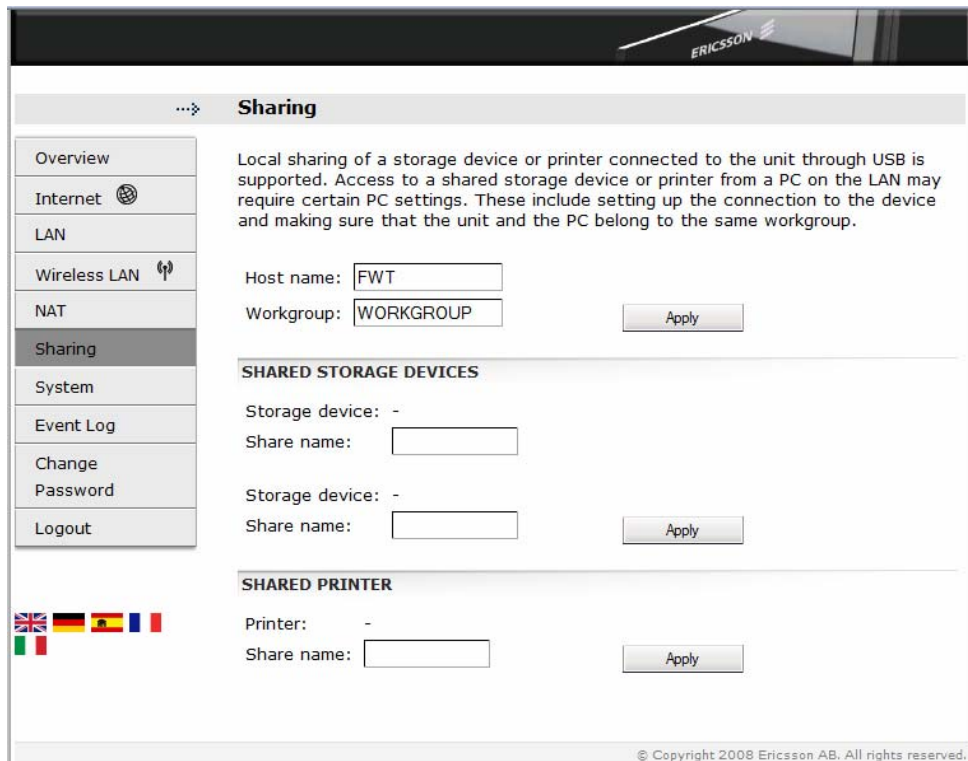 ERICSSON
Sharing
Overview
Internet
LAN
Wireless LAN
NAT
Sharing
System
Event Log
Change
Password
Logout
Local sharing of a storage device or printer connected to the unit through USB is
supported. Access to a shared storage device or printer from a PC on the LAN may
require certain PC settings. These include setting up the connection to the device
and making sure that the unit and the PC belong to the same workgroup.
Host name: FWT
Workgroup: WORKGROUP
Apply
SHARED STORAGE DEVICES
Storage device: -
Share name:
Storage device: -
Share name:
Apply
SHARED PRINTER
Printer: -
Share name:
Apply
© Copyright 2008 Ericsson AB. All rights reserved.